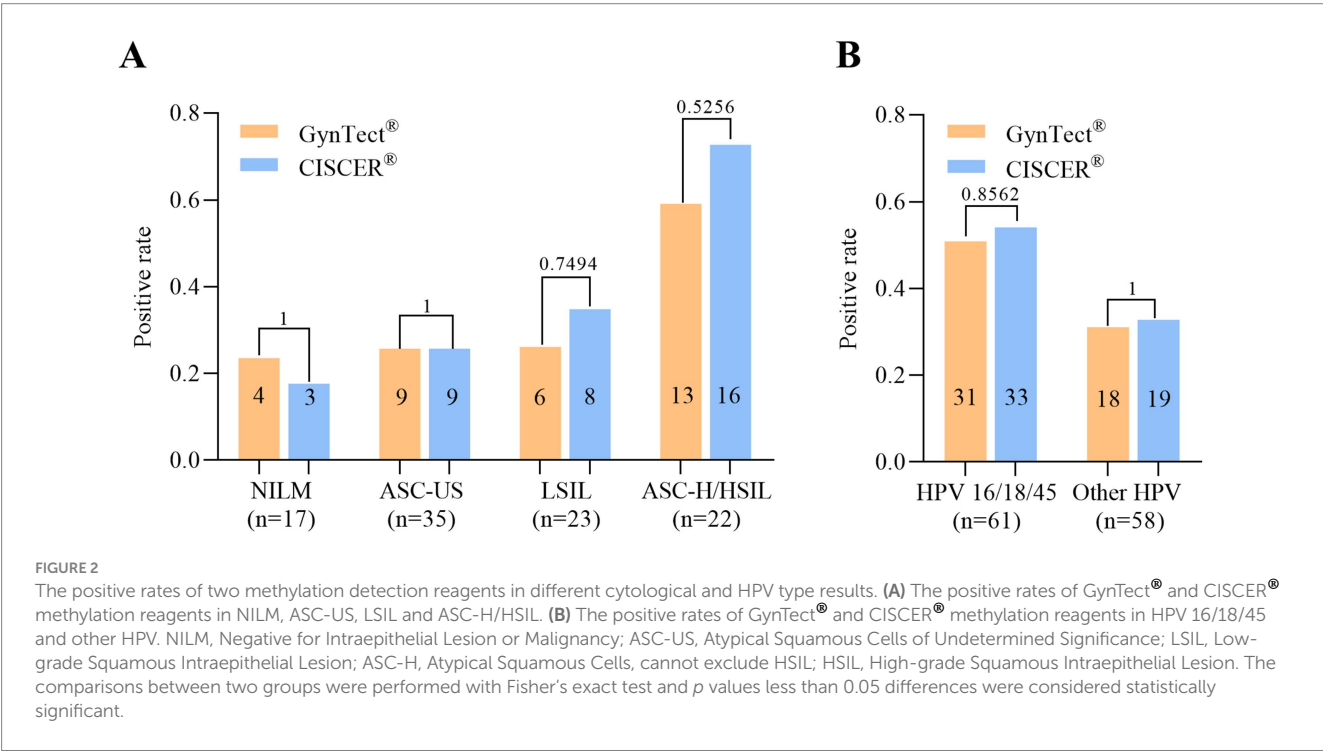 A
0.8
0.6
0.4
0.2
0.0
Positive rate
GynTect®
CISCER®
1
1
0.7494
0.5256
4
3
9
9
6
8
13
16
NILM
(n=17)
ASC-US
(n=35)
LSIL
(n=23)
ASC-H/HSIL
(n=22)
B
0.8
0.6
0.4
0.2
0.0
Positive rate
GynTect®
CISCER®
0.8562
1
31
33
18
19
HPV 16/18/45
(n=61)
Other HPV
(n=58)
FIGURE 2
The positive rates of two methylation detection reagents in different cytological and HPV type results. (A) The positive rates of GynTect® and CISCER®
methylation reagents in NILM, ASC-US, LSIL and ASC-H/HSIL. (B) The positive rates of GynTect® and CISCER® methylation reagents in HPV 16/18/45
and other HPV. NILM, Negative for Intraepithelial Lesion or Malignancy; ASC-US, Atypical Squamous Cells of Undetermined Significance; LSIL, Low-
grade Squamous Intraepithelial Lesion; ASC-H, Atypical Squamous Cells, cannot exclude HSIL; HSIL, High-grade Squamous Intraepithelial Lesion. The
comparisons between two groups were performed with Fisher's exact test and p values less than 0.05 differences were considered statistically
significant.